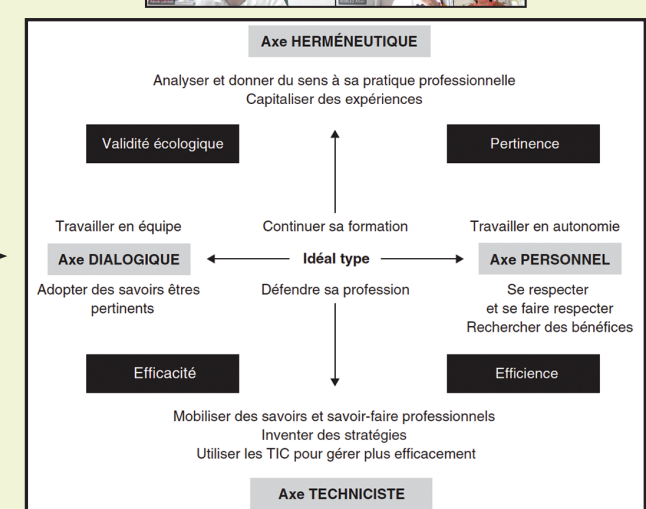 Axe HERMÉNEUTIQUE
Analyser et donner du sens à sa pratique professionnelle
Capitaliser des expériences
Validité écologique
Pertinence
Travailler en équipe
Continuer sa formation
Travailler en autonomie
Axe DIALOGIQUE
Idéal type
Axe PERSONNEL
Adopter des savoirs êtres
pertinents
Défendre sa profession
Se respecter
et se faire respecter
Rechercher des bénéfices
Efficacité
Efficience
Mobiliser des savoirs et savoir-faire professionnels
Inventer des stratégies
Utiliser les TIC pour gérer plus efficacement
Axe TECHNICISTE